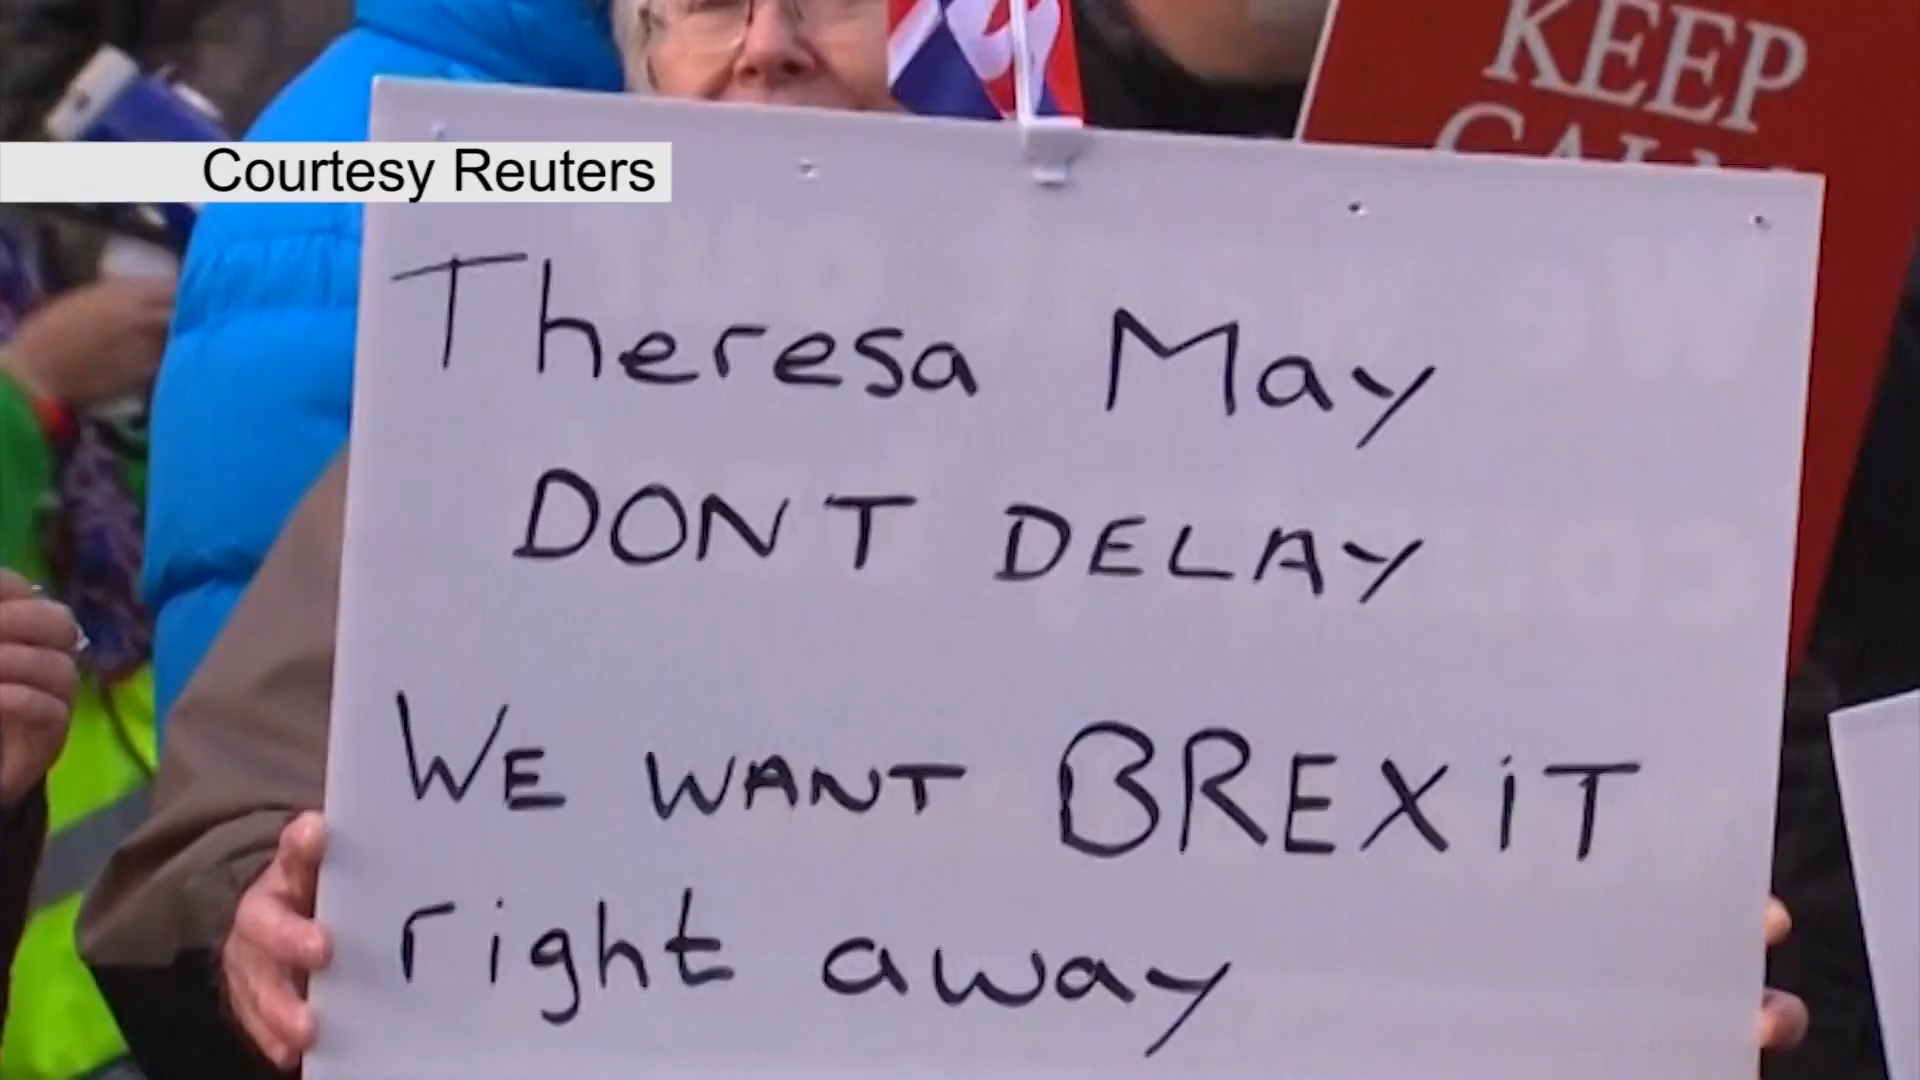 KEEP
Courtesy Reuters
Theresa May
DONT DELAY
WE WANT BREXiT
right away